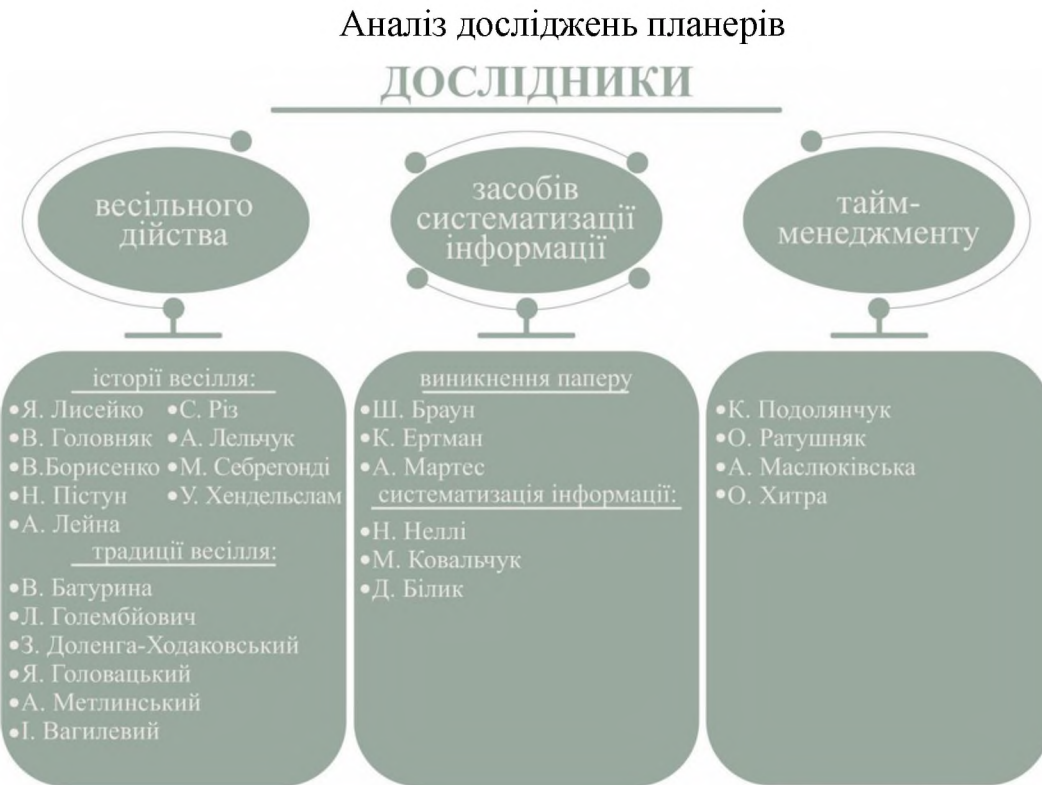 Аналіз досліджень планерів
ДОСЛІДНИКИ
весільного
дійства
історії весілля:
•Я. Лисейко
•В. Головняк
•В.Борисенко
•Н. Пістун
•А. Лейна
•С. Різ
•А. Лельчук
•М. Себрегонді
•У. Хендельслам
традиції весілля:
•В. Батурина
•Л. Голембйович
•З. Доленга-Ходаковський
•Я. Головацький
•А. Метлинський
•І. Вагилевий
засобів
систематизації
інформації
виникнення паперу
•Ш. Браун
•К. Ертман
•А. Мартес
систематизація інформації:
•Н. Неллі
•М. Ковальчук
•Д. Білик
тайм-
менеджменту
•К. Подолянчук
•О. Ратушняк
•А. Маслюківська
•О. Хитра